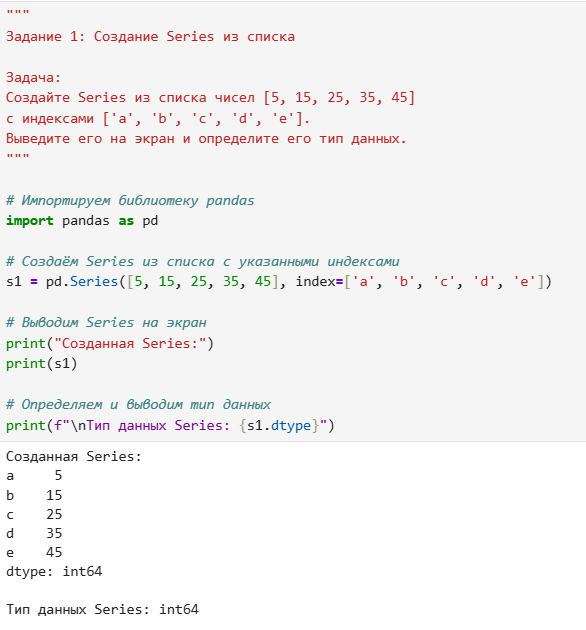 """
Задание 1: Создание Series из списка

Задача:
Создайте Series из списка чисел [5, 15, 25, 35, 45]
с индексами ['a', 'b', 'c', 'd', 'e'].
Выведите его на экран и определите его тип данных.
"""

# Импортируем библиотеку pandas
import pandas as pd

# Создаём Series из списка с указанными индексами
s1 = pd.Series([5, 15, 25, 35, 45], index=['a', 'b', 'c', 'd', 'e'])

# Выводим Series на экран
print("Созданная Series:")
print(s1)

# Определяем и выводим тип данных
print(f"\nТип данных Series: {s1.dtype}")
Созданная Series:
a     5
b    15
c    25
d    35
e    45
dtype: int64

Тип данных Series: int64